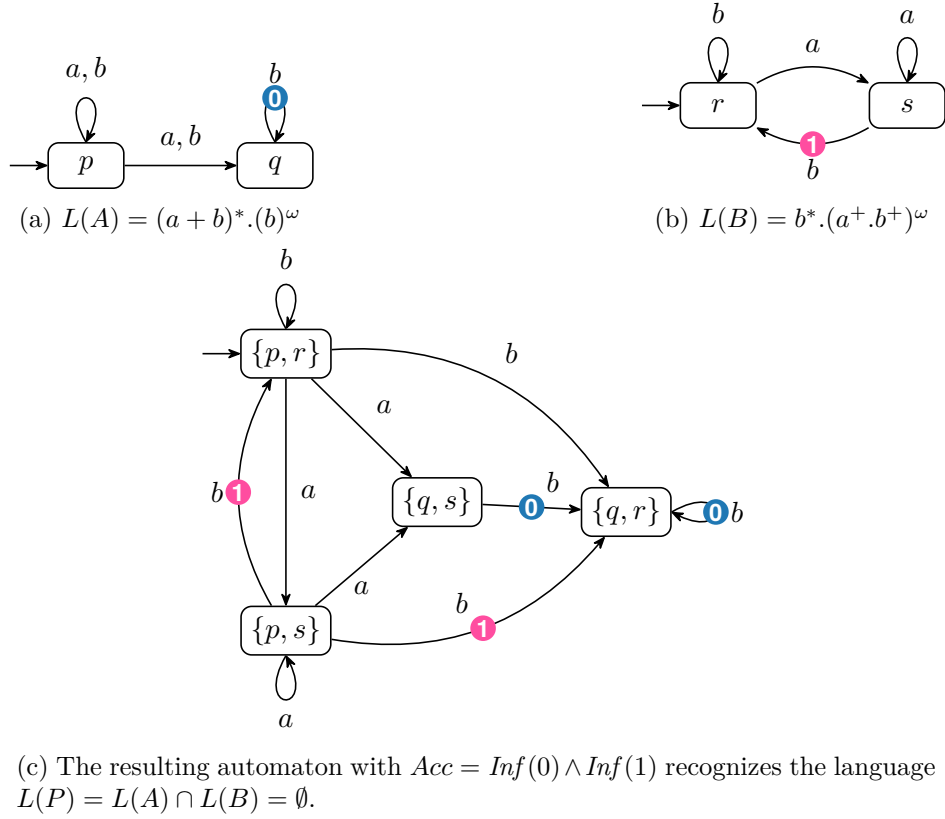 b
a
a, b
b
0
a
r
s
a, b
p
q
1
b
(a) L(A) = (a + b)*.(b)^ω
(b) L(B) = b*.(a⁺.b⁺)^ω
b
{p, r}
b
a
b 1
a
{q, s}
b
0
{q, r}
0 b
a
b
{p, s}
1
a
(c) The resulting automaton with Acc = Inf(0) ∧ Inf(1) recognizes the language
L(P) = L(A) ∩ L(B) = ∅.